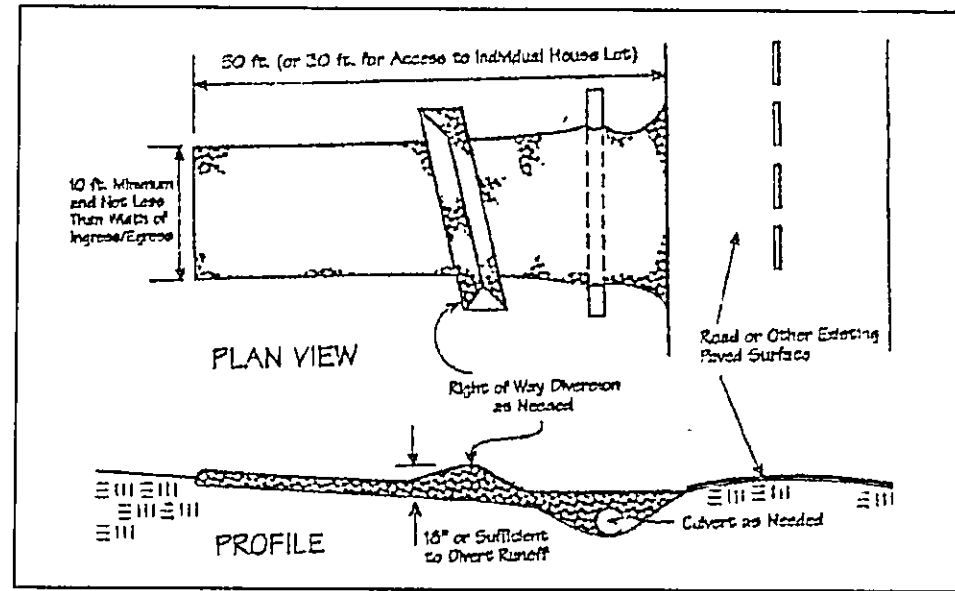 50 ft. (or 30 ft. for Access to Individual House Lot)
10 ft. Minimum
and Not Less
Than Width of
Ingress/Egress
PLAN VIEW
Road or Other Existing
Paved Surface
Right of Way Diversion
as Needed
18" or Sufficient
to Divert Runoff
Culvert as Needed
PROFILE